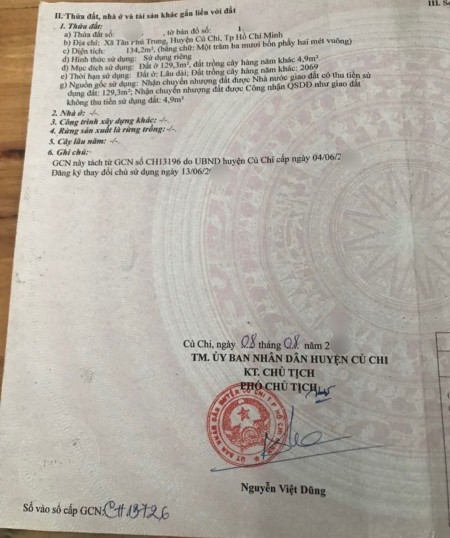 III. S
II. Thửa đất, nhà ở và tài sản khác gắn liền với đất
1. Thửa đất:
a) Thửa đất số: , tờ bản đồ số: 1
b) Địa chỉ: Xã Tân Phú Trung, Huyện Củ Chi, Tp Hồ Chí Minh
c) Diện tích: 134,2m², (bằng chữ: Một trăm ba mươi bốn phẩy hai mét vuông)
d) Hình thức sử dụng: Sử dụng riêng
đ) Mục đích sử dụng: Đất ở 129,3m², đất trồng cây hàng năm khác 4,9m²
e) Thời hạn sử dụng: Đất ở: Lâu dài; Đất trồng cây hàng năm khác: 2069
g) Nguồn gốc sử dụng: Nhận chuyển nhượng đất được Nhà nước giao đất có thu tiền sử
dụng đất: 129,3m²; Nhận chuyển nhượng đất được Công nhận QSDĐ như giao đất
không thu tiền sử dụng đất: 4,9m²
2. Nhà ở: -/-
3. Công trình xây dựng khác: -/-
4. Rừng sản xuất là rừng trồng: -/-
5. Cây lâu năm: -/-
6. Ghi chú:
GCN này tách từ GCN số CH13196 do UBND huyện Củ Chi cấp ngày 04/06/2
Đăng ký thay đổi chủ sử dụng ngày 13/06/2
Củ Chi, ngày 08 tháng 08 năm 2
TM. ỦY BAN NHÂN DÂN HUYỆN CỦ CHI
KT. CHỦ TỊCH
PHÓ CHỦ TỊCH
Nguyễn Việt Dũng
Số vào sổ cấp GCN: CH13726